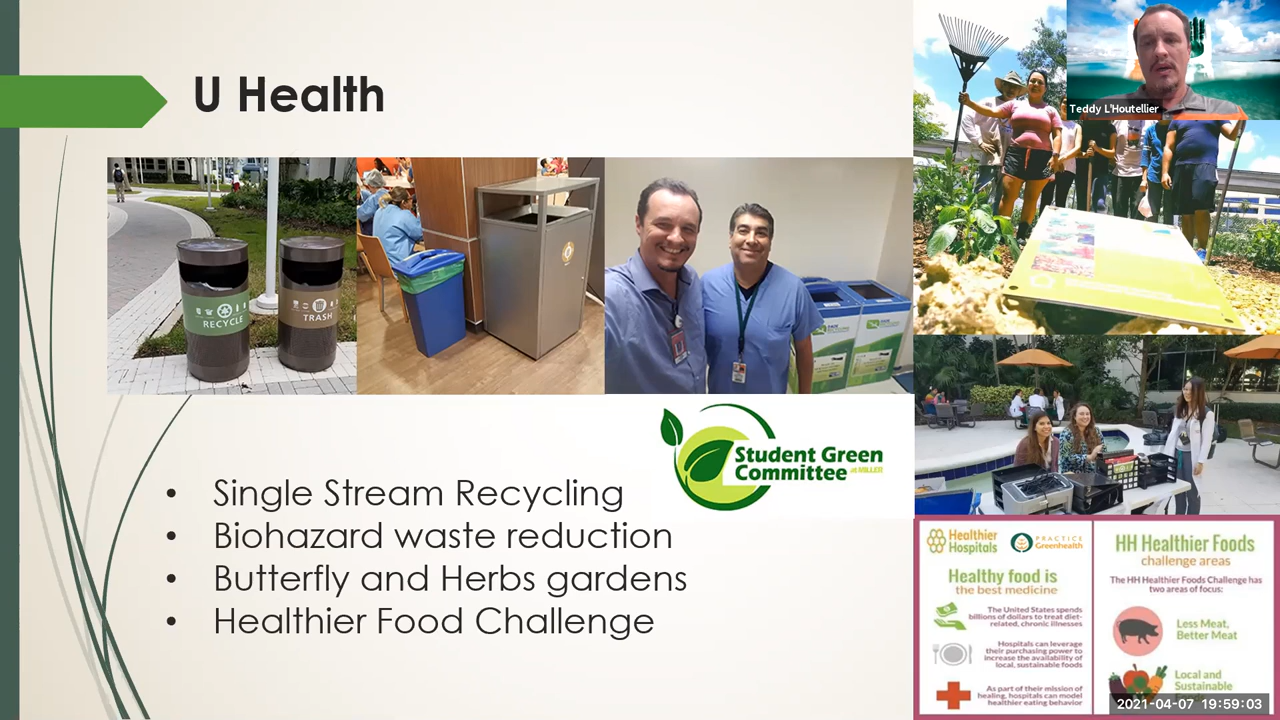 U Health
Teddy L'Houtellier
RECYCLE
TRASH
Student Green
Committee at MILLER
• Single Stream Recycling
• Biohazard waste reduction
• Butterfly and Herbs gardens
• Healthier Food Challenge
Healthier
Hospitals
PRACTICE
Greenhealth
Healthy food is
the best medicine
The United States spends
billions of dollars to treat diet-
related, chronic illnesses
Hospitals can leverage
their purchasing power to
increase the availability of
local, sustainable foods
As part of their mission of
healing, hospitals can model
healthier eating behavior
HH Healthier Foods
challenge areas
The HH Healthier Foods Challenge has
two areas of focus:
Less Meat,
Better Meat
Local and
Sustainable
2021-04-07 19:59:03